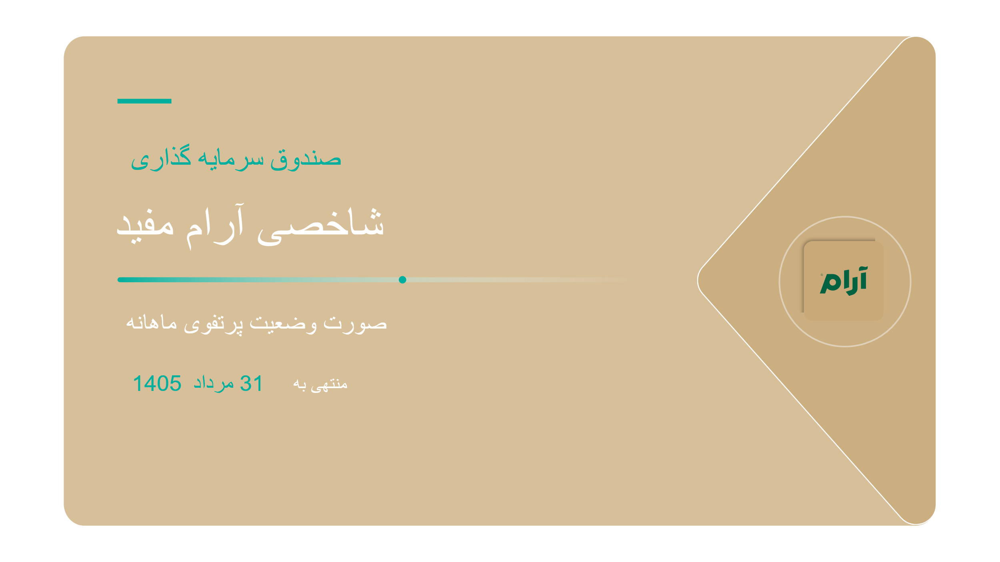 صندوق سرمایه گذاری
شاخصی آرام مفید
صورت وضعیت پرتفوی ماهانه
منتهی به 31 مرداد 1405
آرام ®